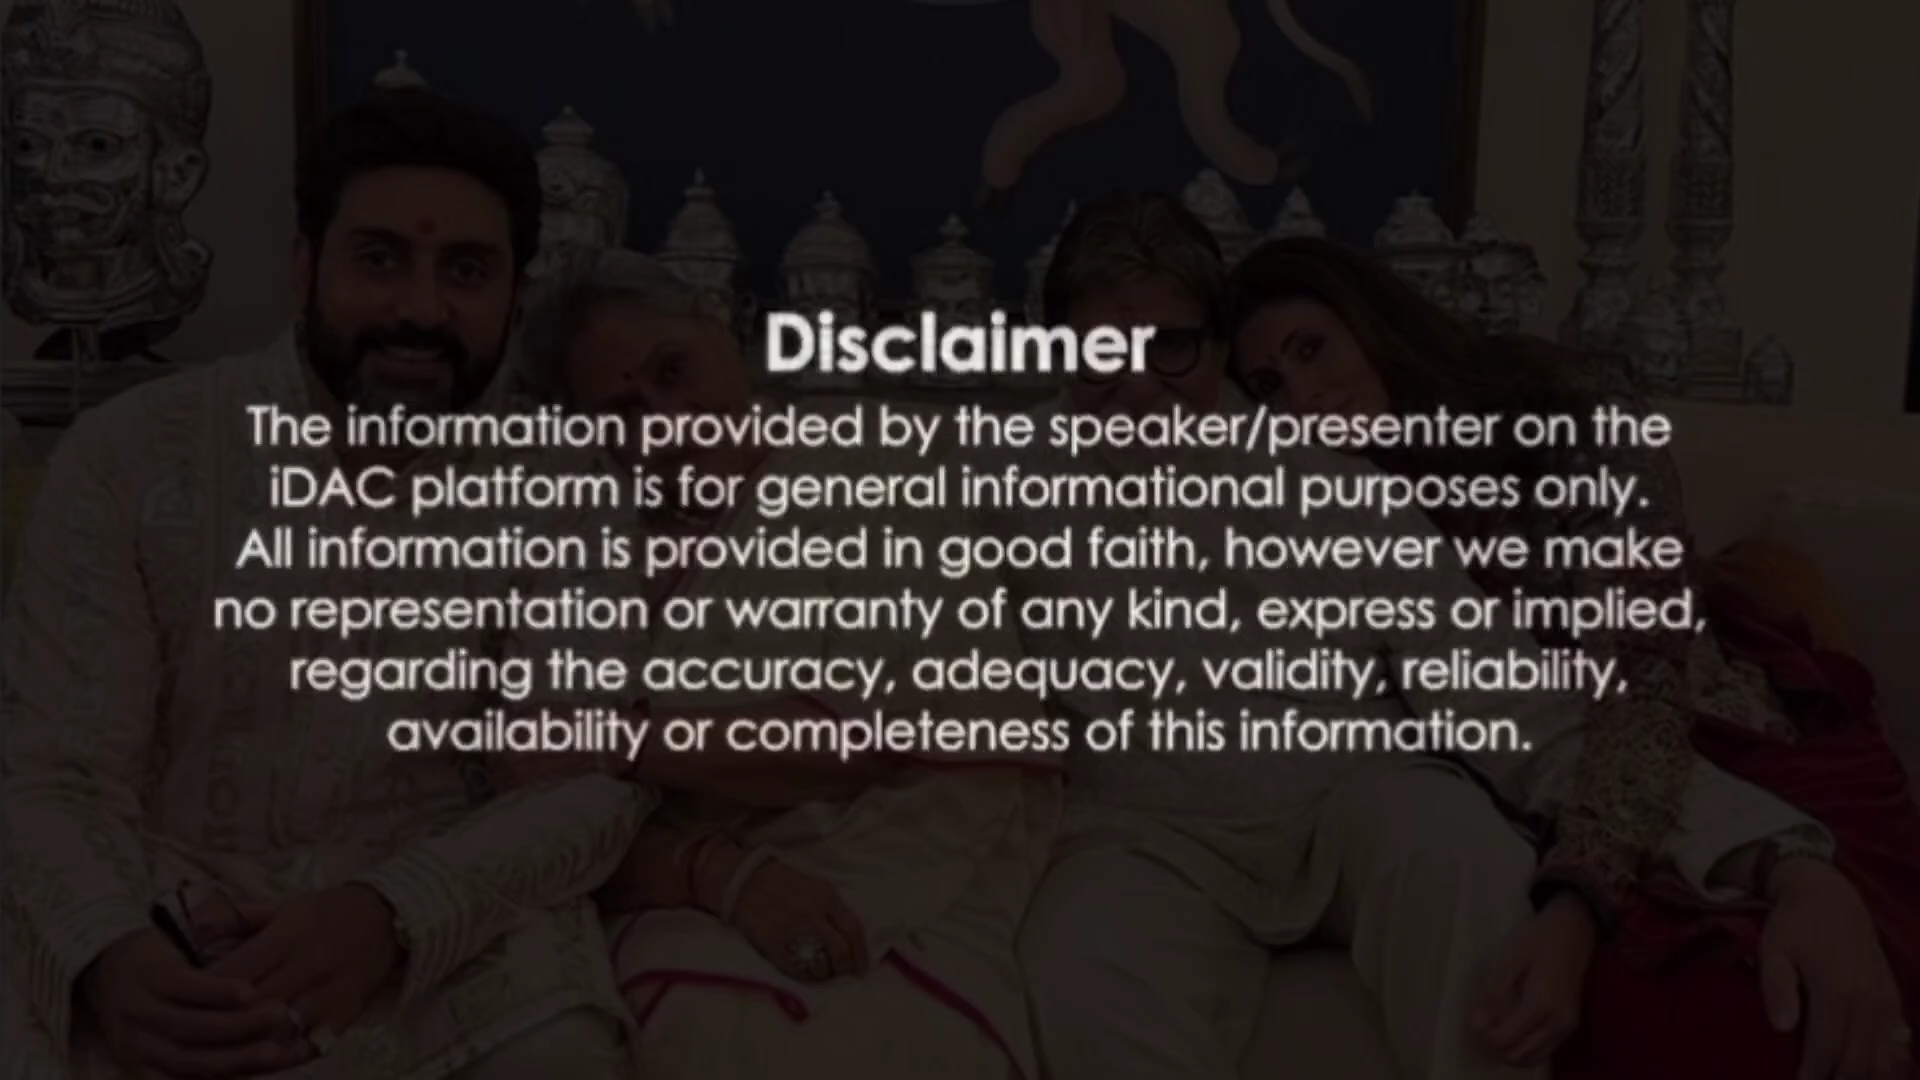 Disclaimer
The information provided by the speaker/presenter on the
iDAC platform is for general informational purposes only.
All information is provided in good faith, however we make
no representation or warranty of any kind, express or implied,
regarding the accuracy, adequacy, validity, reliability,
availability or completeness of this information.